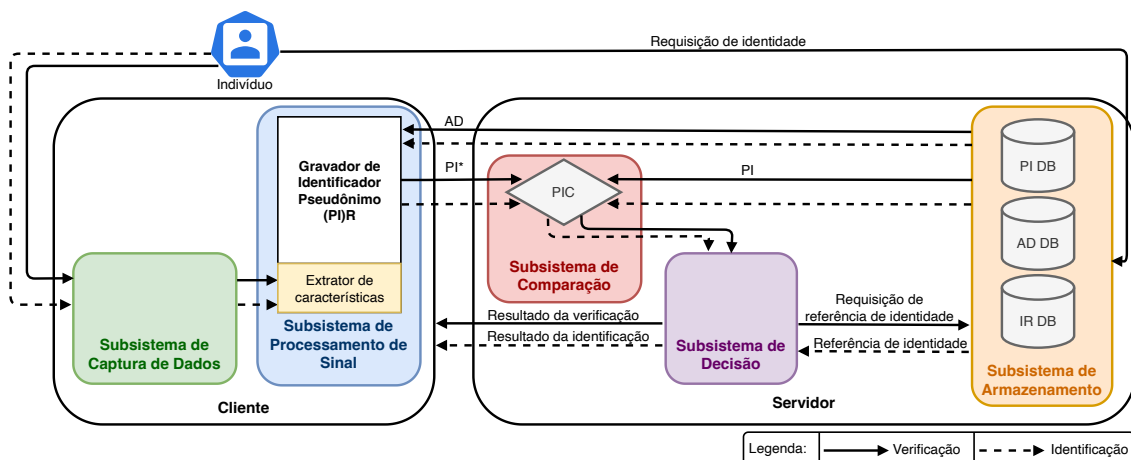 Requisição de identidade
Indivíduo
AD
Gravador de
Identificador
Pseudônimo
(PI)R
PI*
PIC
PI
PI DB
AD DB
IR DB
Extrator de
características
Subsistema de
Captura de Dados
Subsistema de
Processamento de
Sinal
Subsistema de
Comparação
Resultado da verificação
Resultado da identificação
Subsistema de
Decisão
Requisição de
referência de identidade
Referência de identidade
Subsistema de
Armazenamento
Cliente
Servidor
Legenda:
Verificação
Identificação